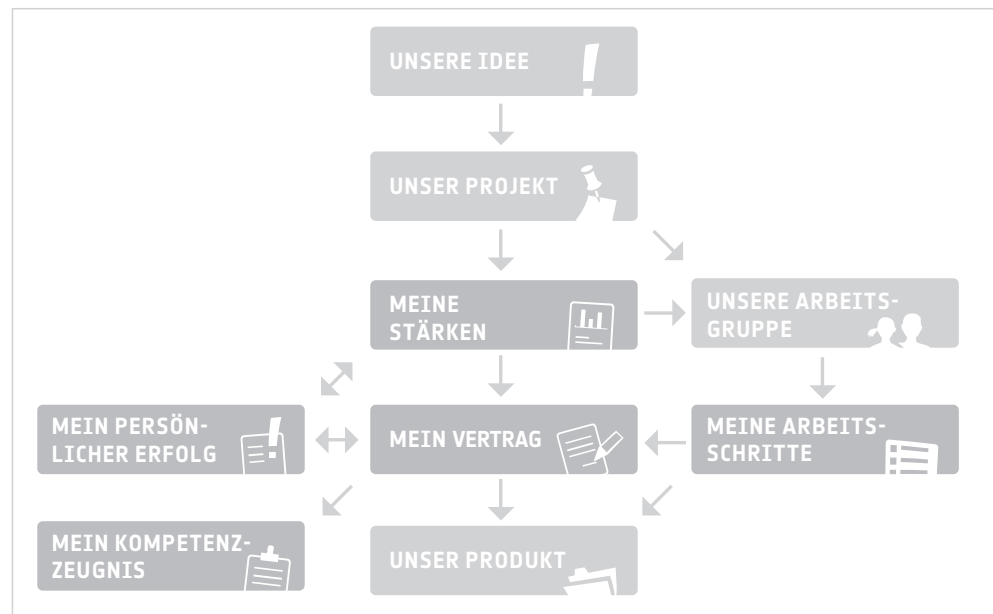 UNSERE IDEE
UNSER PROJEKT
MEINE
STÄRKEN
UNSERE ARBEITS-
GRUPPE
MEIN PERSÖN-
LICHER ERFOLG
MEIN VERTRAG
MEINE ARBEITS-
SCHRITTE
MEIN KOMPETENZ-
ZEUGNIS
UNSER PRODUKT